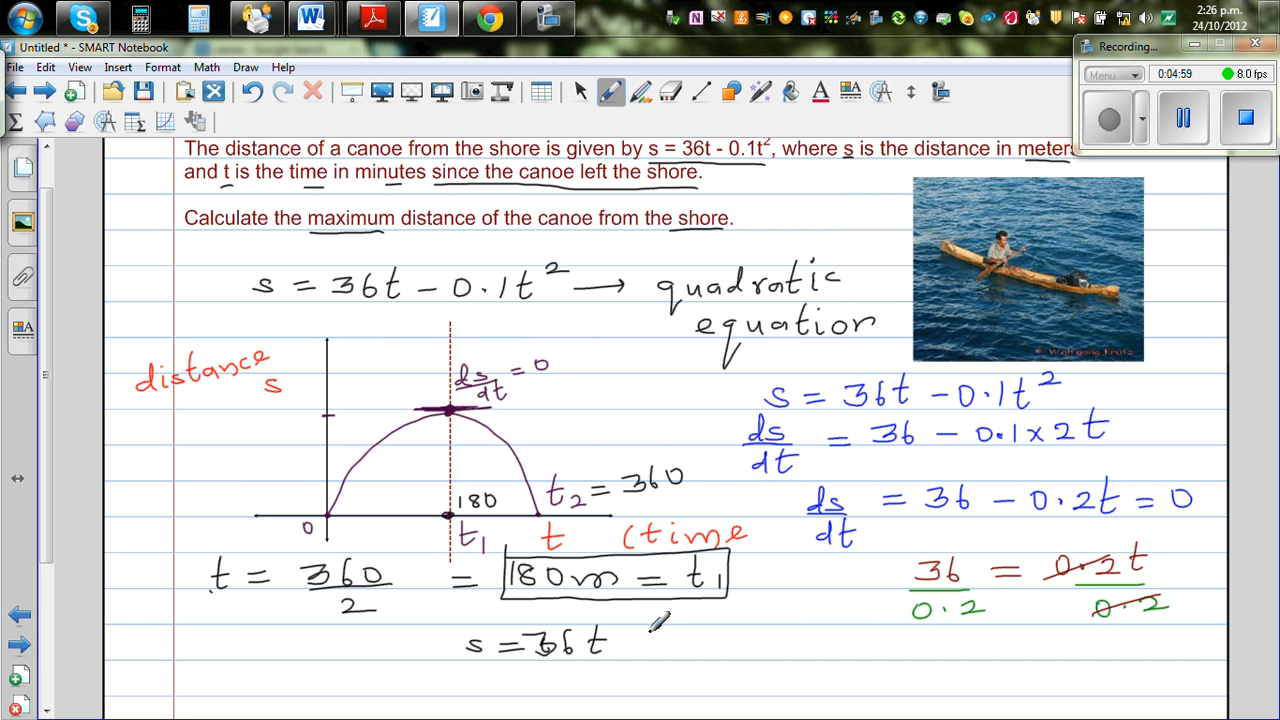 2:26 p.m.
24/10/2012
Untitled * - SMART Notebook
Recording...
File Edit View Insert Format Math Draw Help
Menu 0:04:59 8.0 fps
The distance of a canoe from the shore is given by s = 36t - 0.1t², where s is the distance in meters
and t is the time in minutes since the canoe left the shore.
Calculate the maximum distance of the canoe from the shore.
s = 36t - 0.1t² → quadratic
equation
distance
s
ds/dt = 0
180
t₂ = 360
0
t₁
t (time
t = 360/2 = 180m = t₁
s = 36t
© Wolfgang Kutz
s = 36t - 0.1t²
ds/dt = 36 - 0.1×2t
ds/dt = 36 - 0.2t = 0
36/0.2 = 0.2t/0.2